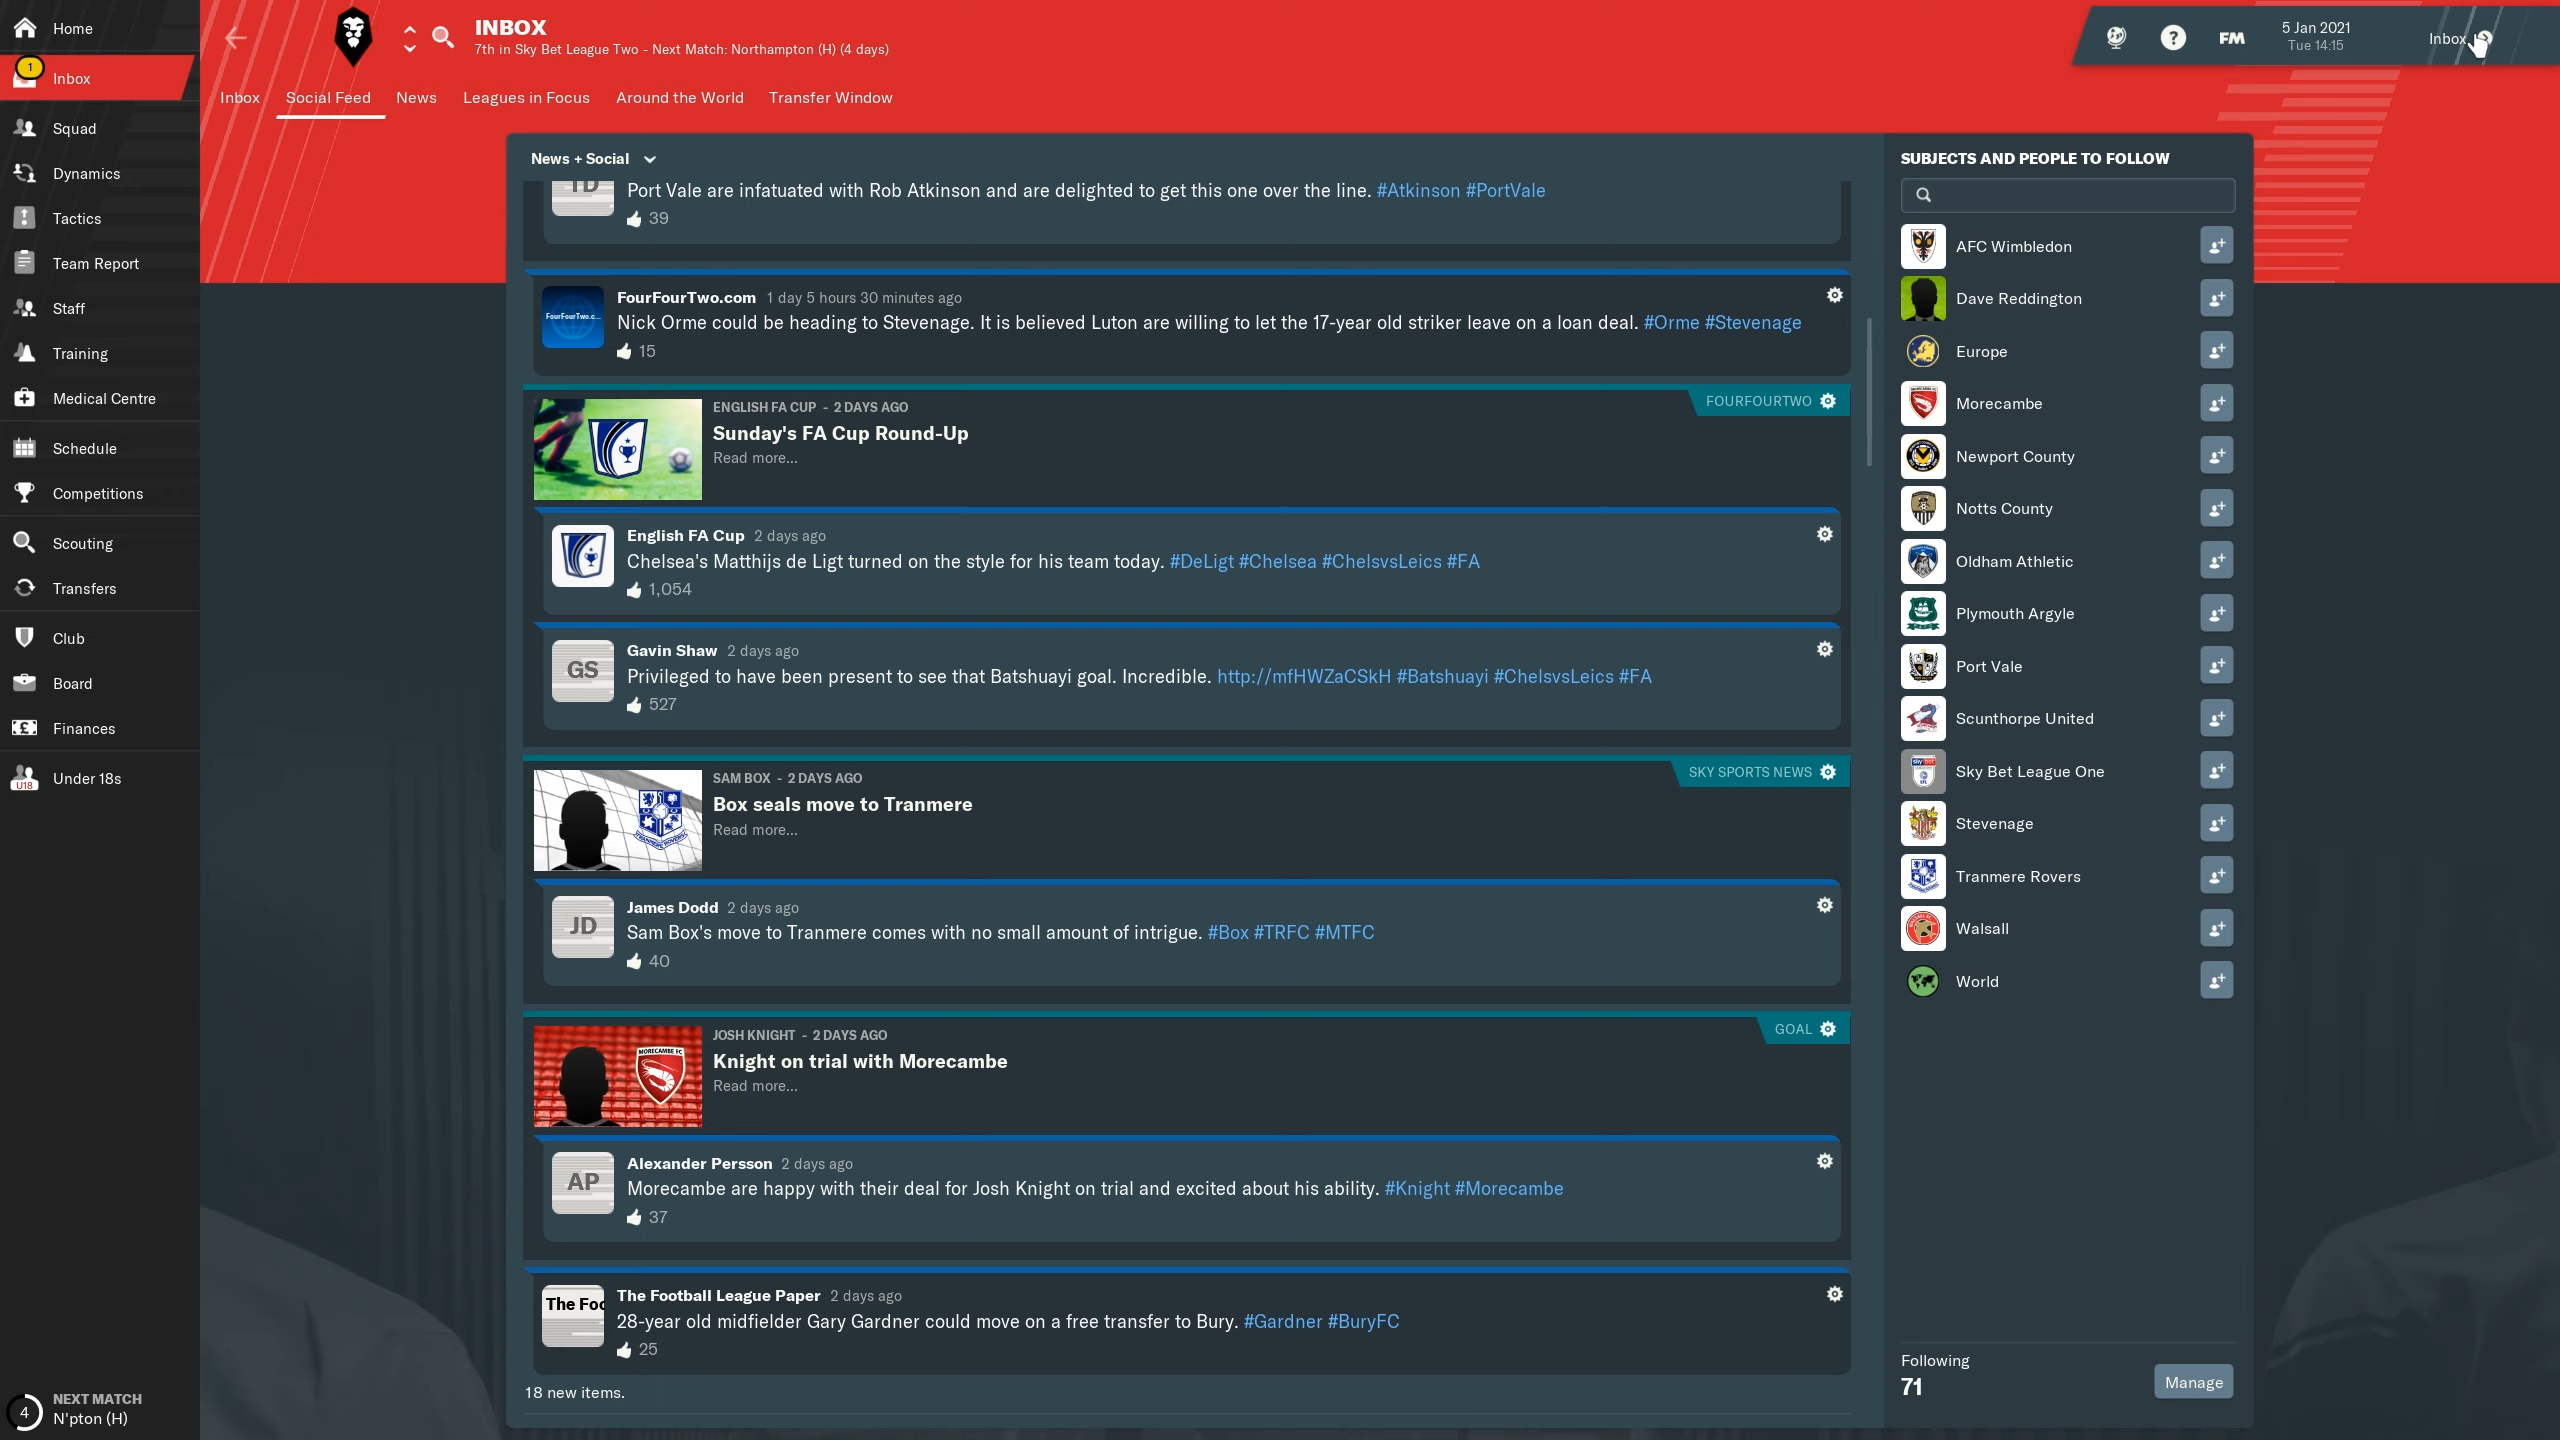 Home
1
Inbox
Squad
Dynamics
Tactics
Team Report
Staff
Training
Medical Centre
Schedule
Competitions
Scouting
Transfers
Club
Board
Finances
U18
Under 18s
4
NEXT MATCH
N'pton (H)
INBOX
7th in Sky Bet League Two - Next Match: Northampton (H) (4 days)
?
FM
5 Jan 2021
Tue 14:15
Inbox
Inbox
Social Feed
News
Leagues in Focus
Around the World
Transfer Window
News + Social
TD
Port Vale are infatuated with Rob Atkinson and are delighted to get this one over the line. #Atkinson #PortVale
39
FourFourTwo.c...
FourFourTwo.com 1 day 5 hours 30 minutes ago
Nick Orme could be heading to Stevenage. It is believed Luton are willing to let the 17-year old striker leave on a loan deal. #Orme #Stevenage
15
ENGLISH FA CUP - 2 DAYS AGO
FOURFOURTWO
Sunday's FA Cup Round-Up
Read more...
English FA Cup 2 days ago
Chelsea's Matthijs de Ligt turned on the style for his team today. #DeLigt #Chelsea #ChelsvsLeics #FA
1,054
GS
Gavin Shaw 2 days ago
Privileged to have been present to see that Batshuayi goal. Incredible. http://mfHWZaCSkH #Batshuayi #ChelsvsLeics #FA
527
SAM BOX - 2 DAYS AGO
SKY SPORTS NEWS
Box seals move to Tranmere
Read more...
TRANMERE ROVERS
JD
James Dodd 2 days ago
Sam Box's move to Tranmere comes with no small amount of intrigue. #Box #TRFC #MTFC
40
JOSH KNIGHT - 2 DAYS AGO
GOAL
Knight on trial with Morecambe
Read more...
MORECAMBE FC
AP
Alexander Persson 2 days ago
Morecambe are happy with their deal for Josh Knight on trial and excited about his ability. #Knight #Morecambe
37
The Foo
The Football League Paper 2 days ago
28-year old midfielder Gary Gardner could move on a free transfer to Bury. #Gardner #BuryFC
25
18 new items.
SUBJECTS AND PEOPLE TO FOLLOW
AFC Wimbledon
Dave Reddington
Europe
Morecambe
Newport County
Notts County
Oldham Athletic
Plymouth Argyle
Port Vale
Scunthorpe United
sky bet
EFL
Sky Bet League One
Stevenage
Tranmere Rovers
Walsall
World
Following
71
Manage